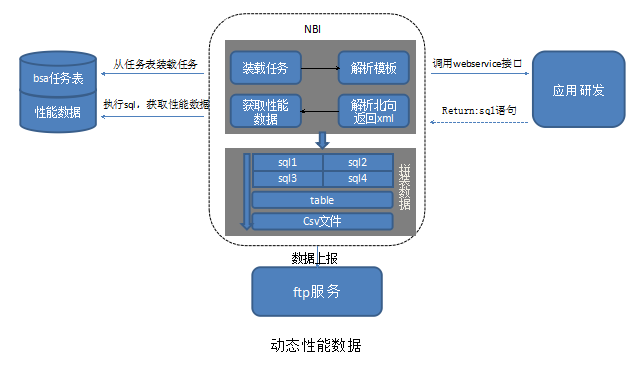 NBI
bsa任务表
性能数据
从任务表装载任务
执行sql，获取性能数据
装载任务
解析模板
获取性能
数据
解析北向
返回xml
调用webservice接口
Return:sql语句
应用研发
sql1
sql2
sql3
sql4
table
Csv文件
拼装数据
数据上报
ftp服务
动态性能数据